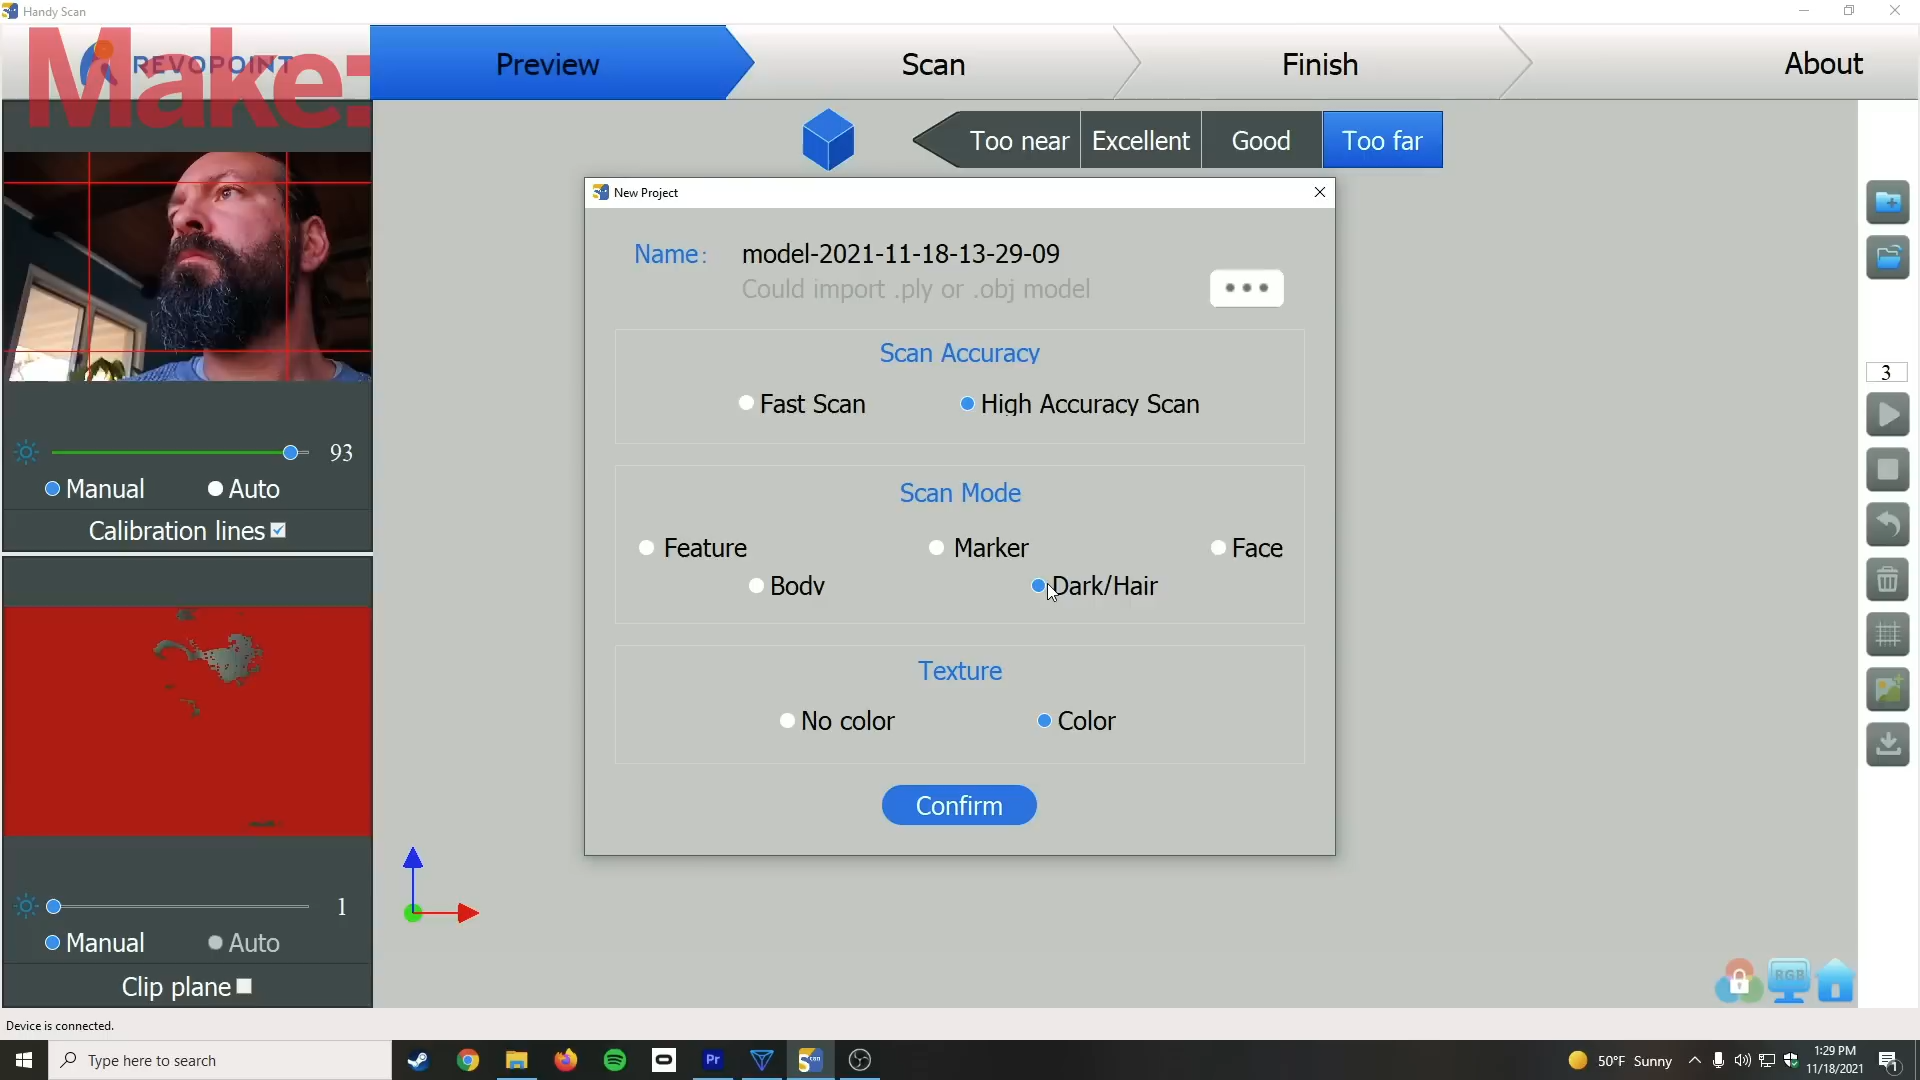 Handy Scan
Make:
REVOPOINT
Preview
Scan
Finish
About
Too near
Excellent
Good
Too far
New Project
Name:
model-2021-11-18-13-29-09
Could import .ply or .obj model
Scan Accuracy
Fast Scan
High Accuracy Scan
Scan Mode
Feature
Marker
Face
Body
Dark/Hair
Texture
No color
Color
Confirm
93
Manual
Auto
Calibration lines
1
Manual
Auto
Clip plane
3
RGB
Device is connected.
Type here to search
Pr
50°F Sunny
1:29 PM
11/18/2021
1